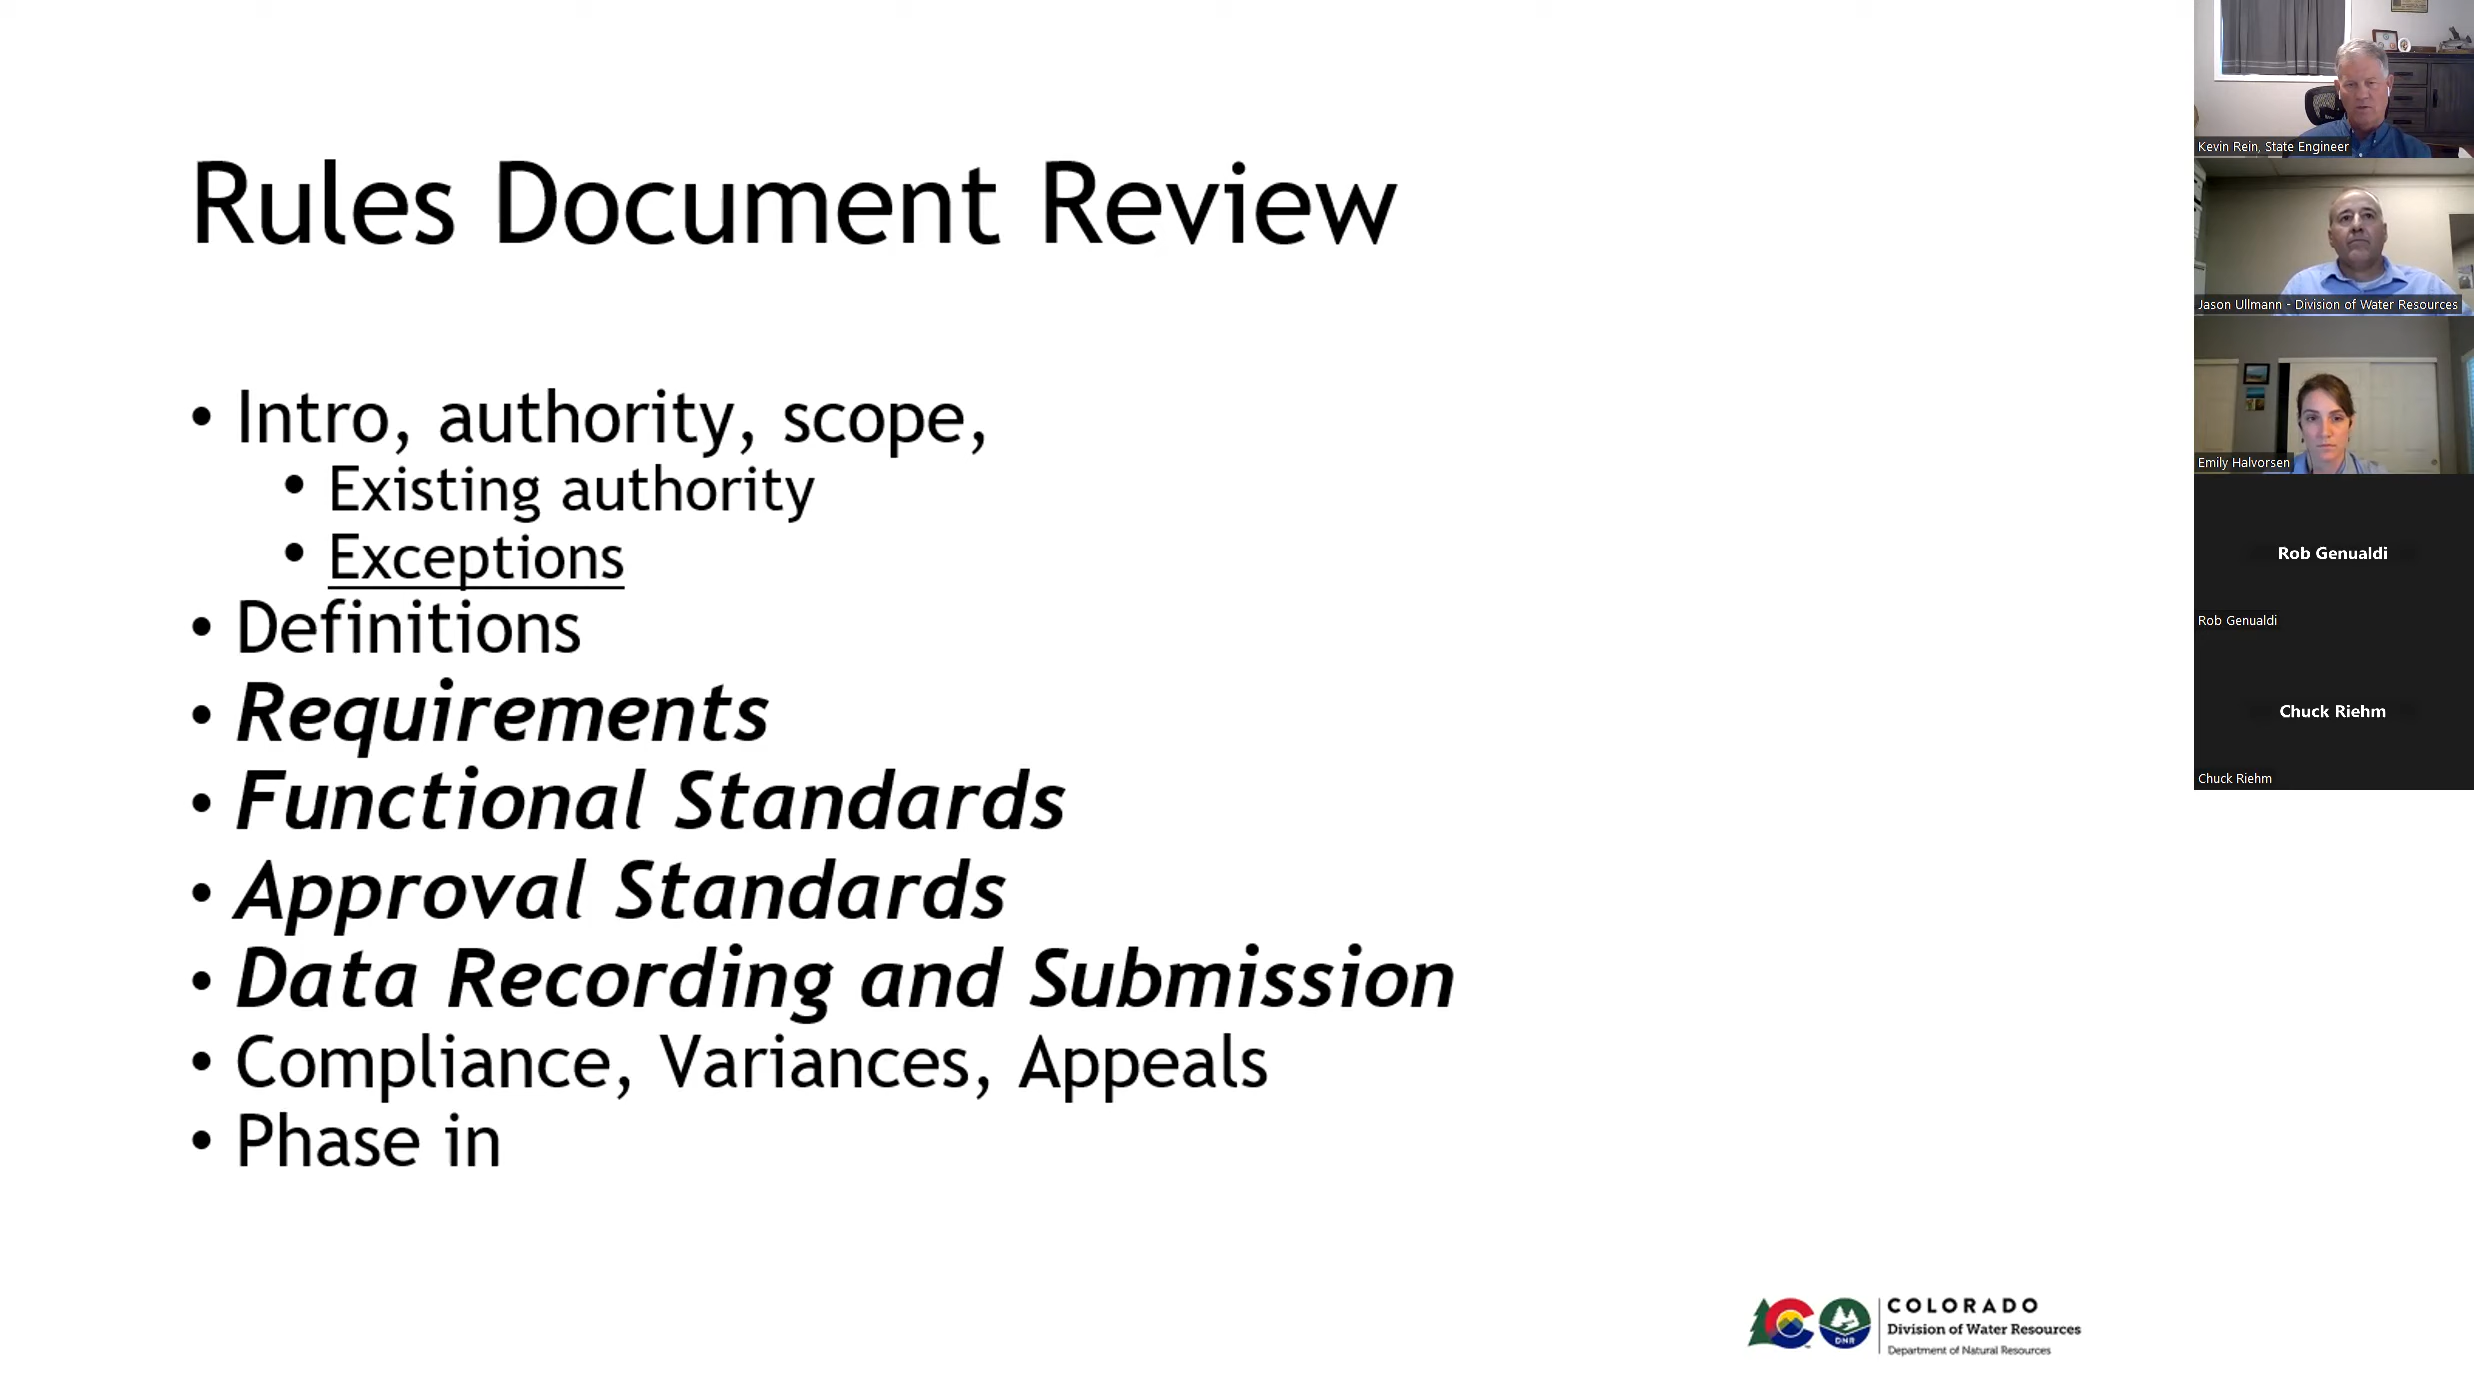 Rules Document Review
• Intro, authority, scope,
• Existing authority
• Exceptions
• Definitions
• Requirements
• Functional Standards
• Approval Standards
• Data Recording and Submission
• Compliance, Variances, Appeals
• Phase in
COLORADO
Division of Water Resources
Department of Natural Resources
DNR
Kevin Rein, State Engineer
Jason Ullmann - Division of Water Resources
Emily Halvorsen
Rob Genualdi
Rob Genualdi
Chuck Riehm
Chuck Riehm